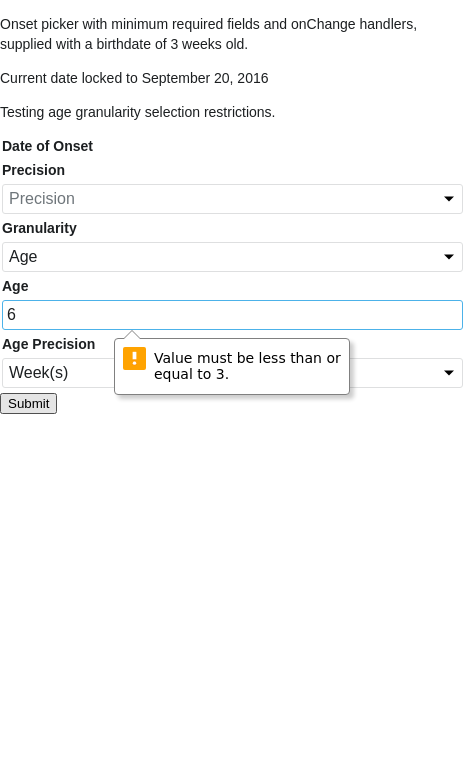 Onset picker with minimum required fields and onChange handlers,
supplied with a birthdate of 3 weeks old.
Current date locked to September 20, 2016
Testing age granularity selection restrictions.
Date of Onset
Precision
Precision
Granularity
Age
Age
6
Age Precision
Week(s)
Value must be less than or
equal to 3.
Submit